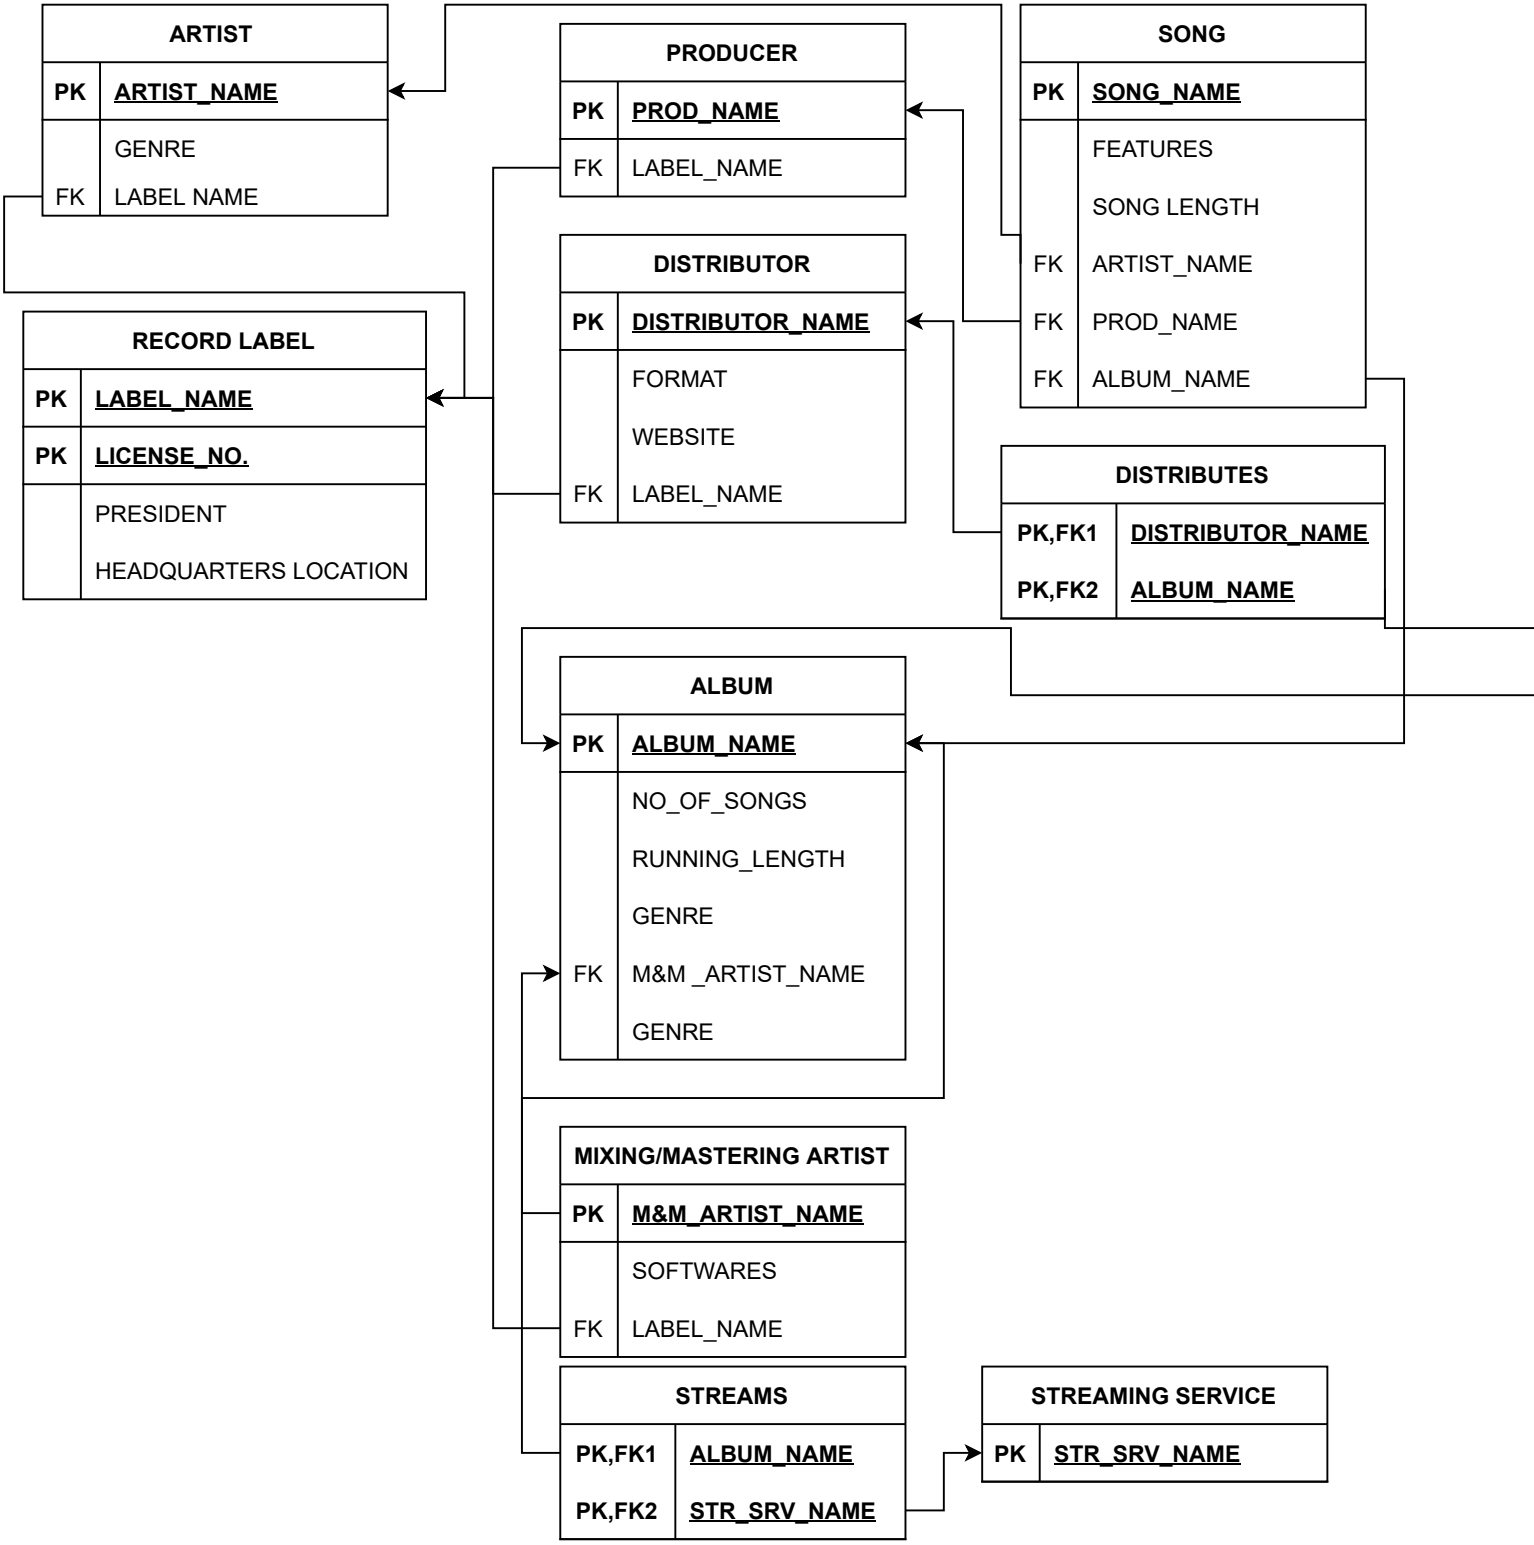 ARTIST
PK ARTIST_NAME
GENRE
FK LABEL NAME
PRODUCER
PK PROD_NAME
FK LABEL_NAME
SONG
PK SONG_NAME
FEATURES
SONG LENGTH
FK ARTIST_NAME
FK PROD_NAME
FK ALBUM_NAME
RECORD LABEL
PK LABEL_NAME
PK LICENSE_NO.
PRESIDENT
HEADQUARTERS LOCATION
DISTRIBUTOR
PK DISTRIBUTOR_NAME
FORMAT
WEBSITE
FK LABEL_NAME
DISTRIBUTES
PK,FK1 DISTRIBUTOR_NAME
PK,FK2 ALBUM_NAME
ALBUM
PK ALBUM_NAME
NO_OF_SONGS
RUNNING_LENGTH
GENRE
FK M&M _ARTIST_NAME
GENRE
MIXING/MASTERING ARTIST
PK M&M_ARTIST_NAME
SOFTWARES
FK LABEL_NAME
STREAMS
PK,FK1 ALBUM_NAME
PK,FK2 STR_SRV_NAME
STREAMING SERVICE
PK STR_SRV_NAME